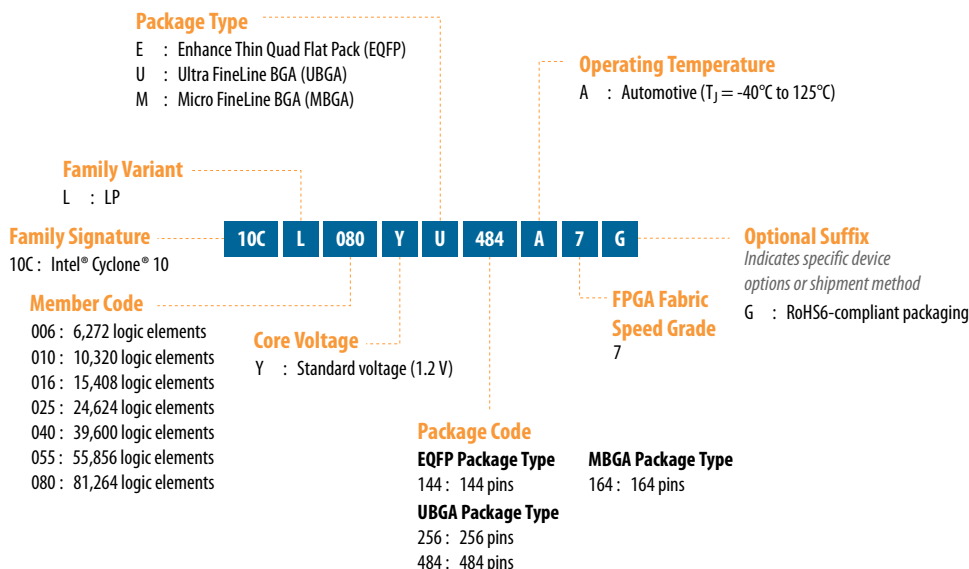 Package Type
E : Enhance Thin Quad Flat Pack (EQFP)
U : Ultra FineLine BGA (UBGA)
M : Micro FineLine BGA (MBGA)
Operating Temperature
A : Automotive (TJ = -40°C to 125°C)
Family Variant
L : LP
Family Signature
10C : Intel® Cyclone® 10
10C L 080 Y U 484 A 7 G
Optional Suffix
Indicates specific device
options or shipment method
G : RoHS6-compliant packaging
Member Code
006 : 6,272 logic elements
010 : 10,320 logic elements
016 : 15,408 logic elements
025 : 24,624 logic elements
040 : 39,600 logic elements
055 : 55,856 logic elements
080 : 81,264 logic elements
Core Voltage
Y : Standard voltage (1.2 V)
FPGA Fabric
Speed Grade
7
Package Code
EQFP Package Type
144 : 144 pins
UBGA Package Type
256 : 256 pins
484 : 484 pins
MBGA Package Type
164 : 164 pins